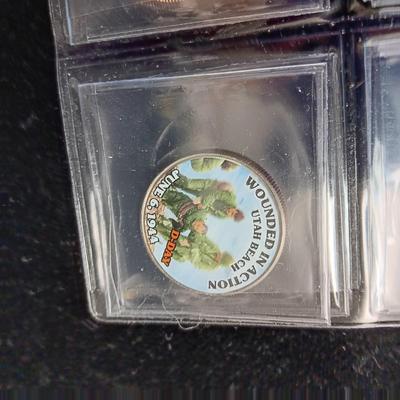 WOUNDED IN ACTION
UTAH BEACH
D-DAY
JUNE 6, 1944